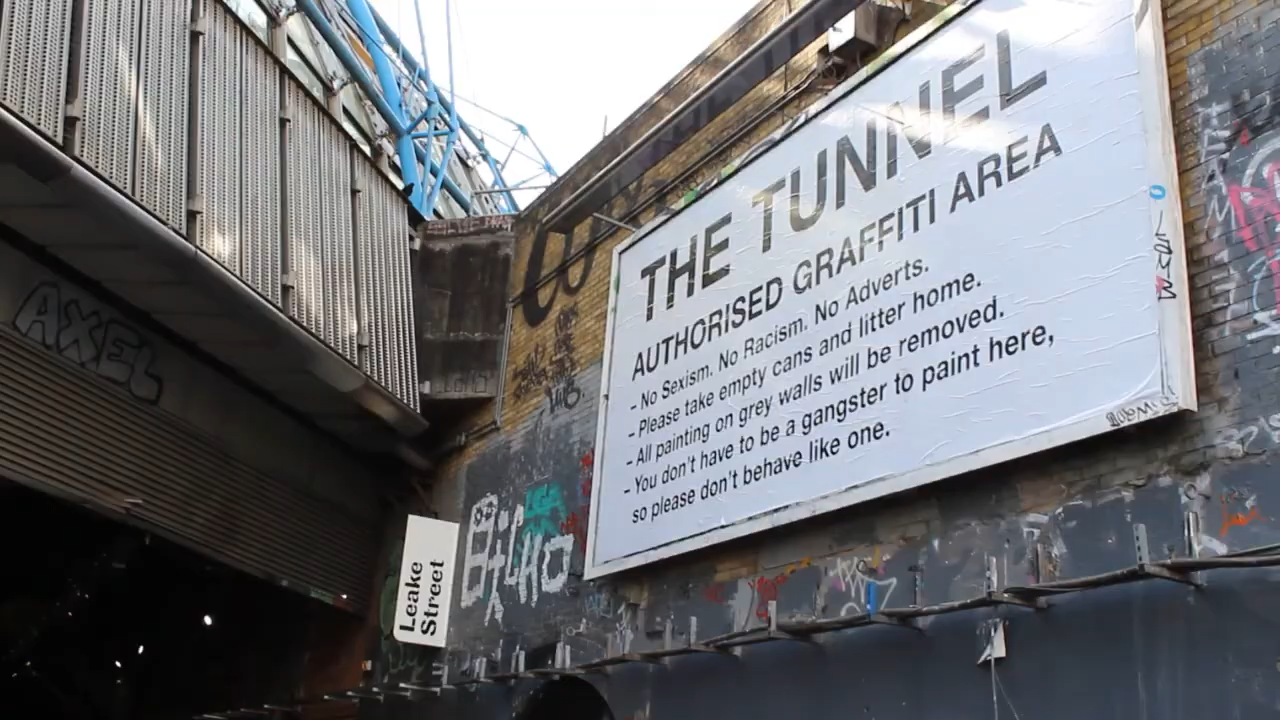 THE TUNNEL
AUTHORISED GRAFFITI AREA
- No Sexism. No Racism. No Adverts.
- Please take empty cans and litter home.
- All painting on grey walls will be removed.
- You don't have to be a gangster to paint here,
so please don't behave like one.
Leake
Street
AXEL